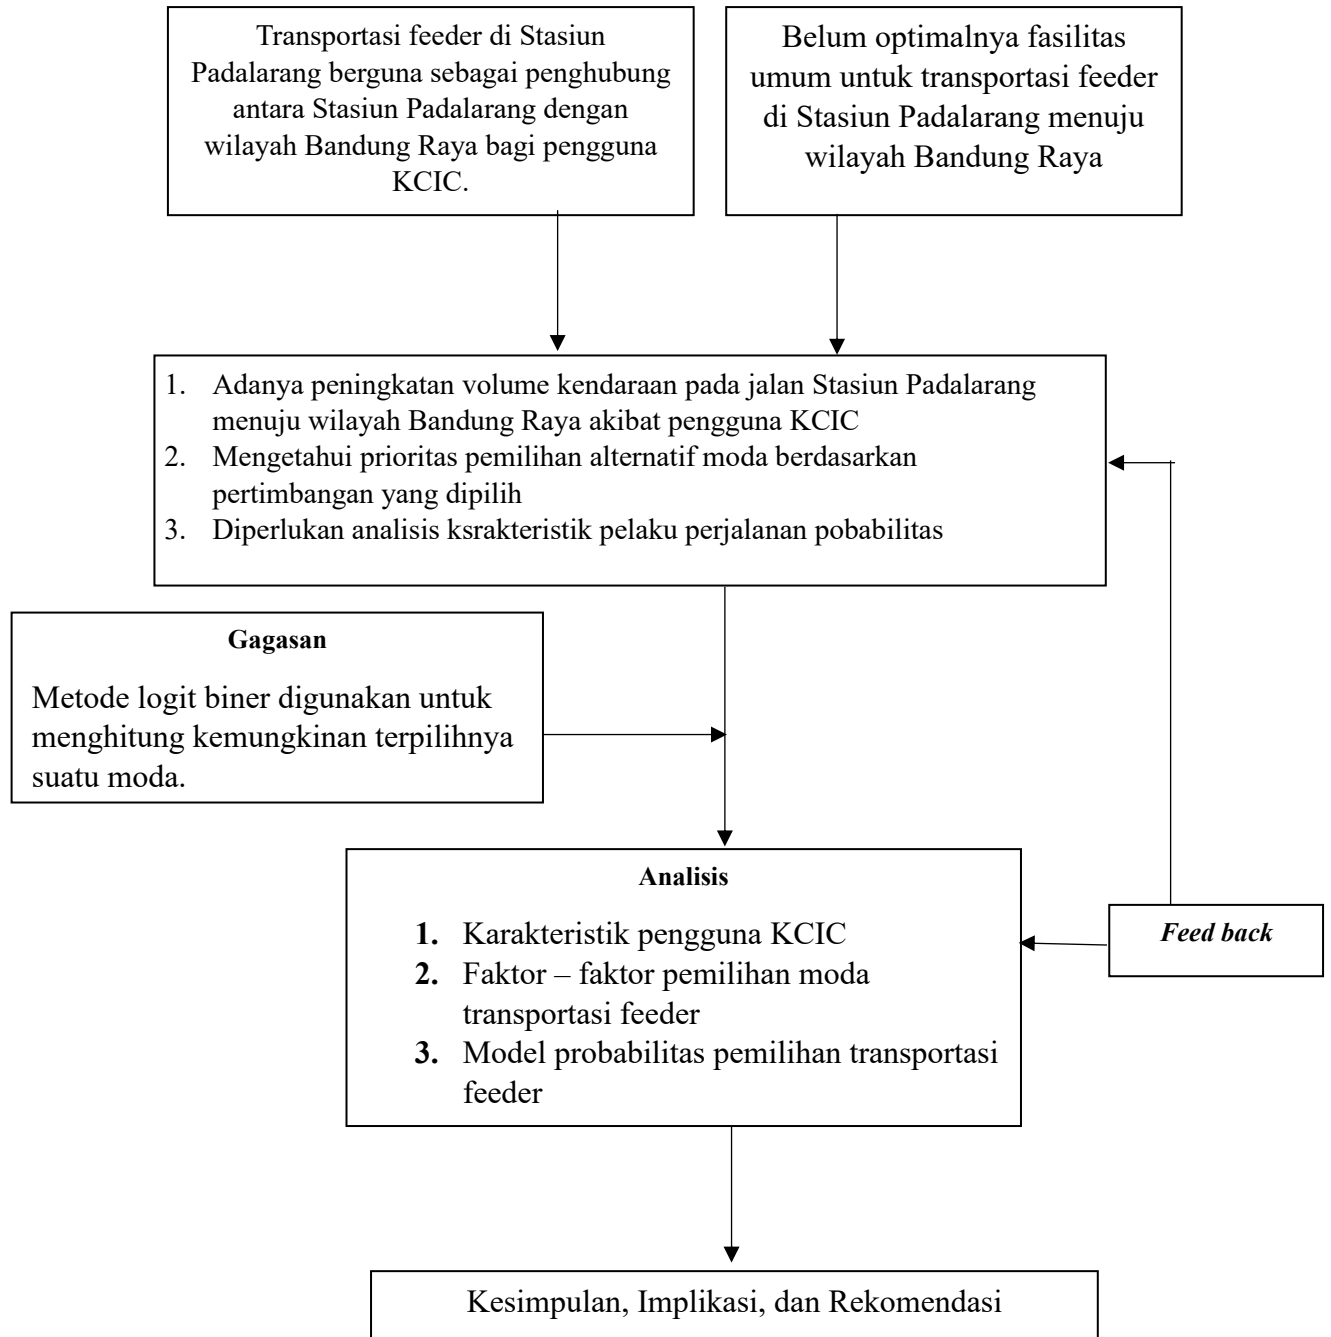 Transportasi feeder di Stasiun
Padalarang berguna sebagai penghubung
antara Stasiun Padalarang dengan
wilayah Bandung Raya bagi pengguna
KCIC.
Belum optimalnya fasilitas
umum untuk transportasi feeder
di Stasiun Padalarang menuju
wilayah Bandung Raya
1. Adanya peningkatan volume kendaraan pada jalan Stasiun Padalarang
menuju wilayah Bandung Raya akibat pengguna KCIC
2. Mengetahui prioritas pemilihan alternatif moda berdasarkan
pertimbangan yang dipilih
3. Diperlukan analisis ksrakteristik pelaku perjalanan pobabilitas
Gagasan
Metode logit biner digunakan untuk
menghitung kemungkinan terpilihnya
suatu moda.
Analisis
1. Karakteristik pengguna KCIC
2. Faktor – faktor pemilihan moda
transportasi feeder
3. Model probabilitas pemilihan transportasi
feeder
Feed back
Kesimpulan, Implikasi, dan Rekomendasi